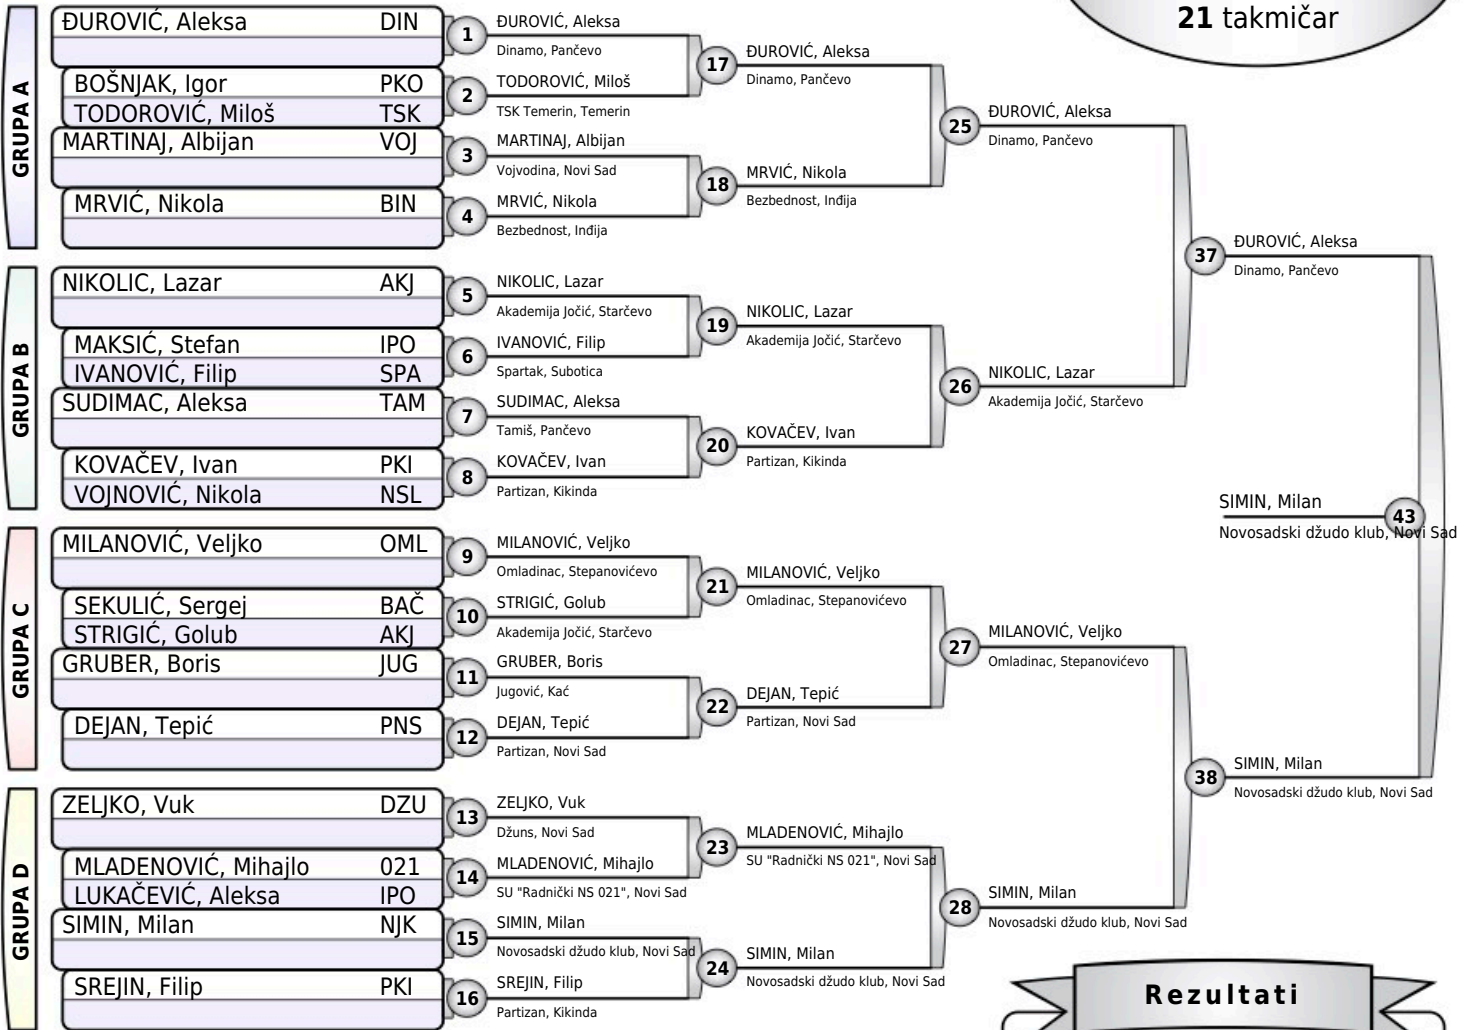 21 takmičar
GRUPA A
ĐUROVIĆ, Aleksa DIN
BOŠNJAK, Igor PKO
TODOROVIĆ, Miloš TSK
MARTINAJ, Albijan VOJ
MRVIĆ, Nikola BIN
GRUPA B
NIKOLIC, Lazar AKJ
MAKSIĆ, Stefan IPO
IVANOVIĆ, Filip SPA
SUDIMAC, Aleksa TAM
KOVAČEV, Ivan PKI
VOJNOVIĆ, Nikola NSL
GRUPA C
MILANOVIĆ, Veljko OML
SEKULIĆ, Sergej BAČ
STRIGIĆ, Golub AKJ
GRUBER, Boris JUG
DEJAN, Tepić PNS
GRUPA D
ZELJKO, Vuk DZU
MLADENOVIĆ, Mihajlo 021
LUKAČEVIĆ, Aleksa IPO
SIMIN, Milan NJK
SREJIN, Filip PKI
1
ĐUROVIĆ, Aleksa
Dinamo, Pančevo
2
TODOROVIĆ, Miloš
TSK Temerin, Temerin
3
MARTINAJ, Albijan
Vojvodina, Novi Sad
4
MRVIĆ, Nikola
Bezbednost, Inđija
5
NIKOLIC, Lazar
Akademija Jočić, Starčevo
6
IVANOVIĆ, Filip
Spartak, Subotica
7
SUDIMAC, Aleksa
Tamiš, Pančevo
8
KOVAČEV, Ivan
Partizan, Kikinda
9
MILANOVIĆ, Veljko
Omladinac, Stepanovićevo
10
STRIGIĆ, Golub
Akademija Jočić, Starčevo
11
GRUBER, Boris
Jugović, Kać
12
DEJAN, Tepić
Partizan, Novi Sad
13
ZELJKO, Vuk
Džuns, Novi Sad
14
MLADENOVIĆ, Mihajlo
SU "Radnički NS 021", Novi Sad
15
SIMIN, Milan
Novosadski džudo klub, Novi Sad
16
SREJIN, Filip
Partizan, Kikinda
17
ĐUROVIĆ, Aleksa
Dinamo, Pančevo
18
MRVIĆ, Nikola
Bezbednost, Inđija
19
NIKOLIC, Lazar
Akademija Jočić, Starčevo
20
KOVAČEV, Ivan
Partizan, Kikinda
21
MILANOVIĆ, Veljko
Omladinac, Stepanovićevo
22
DEJAN, Tepić
Partizan, Novi Sad
23
MLADENOVIĆ, Mihajlo
SU "Radnički NS 021", Novi Sad
24
SIMIN, Milan
Novosadski džudo klub, Novi Sad
25
ĐUROVIĆ, Aleksa
Dinamo, Pančevo
26
NIKOLIC, Lazar
Akademija Jočić, Starčevo
27
MILANOVIĆ, Veljko
Omladinac, Stepanovićevo
28
SIMIN, Milan
Novosadski džudo klub, Novi Sad
37
ĐUROVIĆ, Aleksa
Dinamo, Pančevo
38
SIMIN, Milan
Novosadski džudo klub, Novi Sad
43
SIMIN, Milan
Novosadski džudo klub, Novi Sad
Rezultati